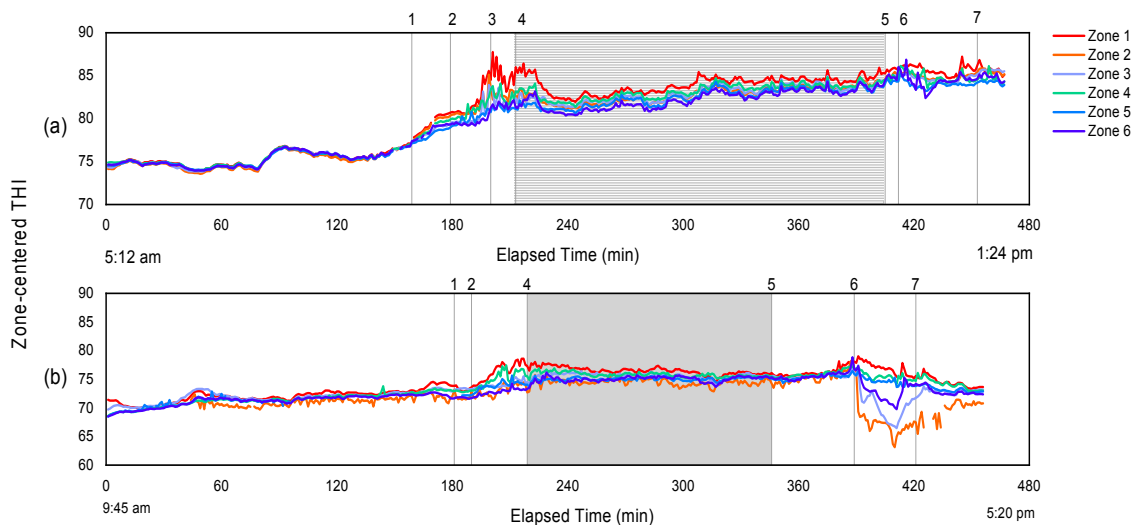 1 2 3 4 5 6 7
90
85
80
75
70
(a)
0 60 120 180 240 300 360 420 480
5:12 am Elapsed Time (min) 1:24 pm
Zone 1
Zone 2
Zone 3
Zone 4
Zone 5
Zone 6
Zone-centered THI
1 2 4 5 6 7
90
85
80
75
70
65
60
(b)
0 60 120 180 240 300 360 420 480
9:45 am Elapsed Time (min) 5:20 pm